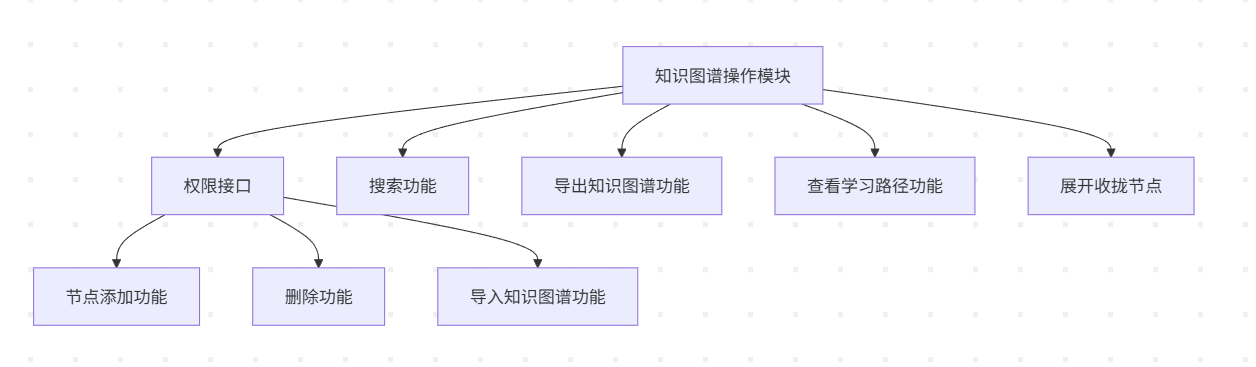 知识图谱操作模块
权限接口
搜索功能
导出知识图谱功能
查看学习路径功能
展开收拢节点
节点添加功能
删除功能
导入知识图谱功能